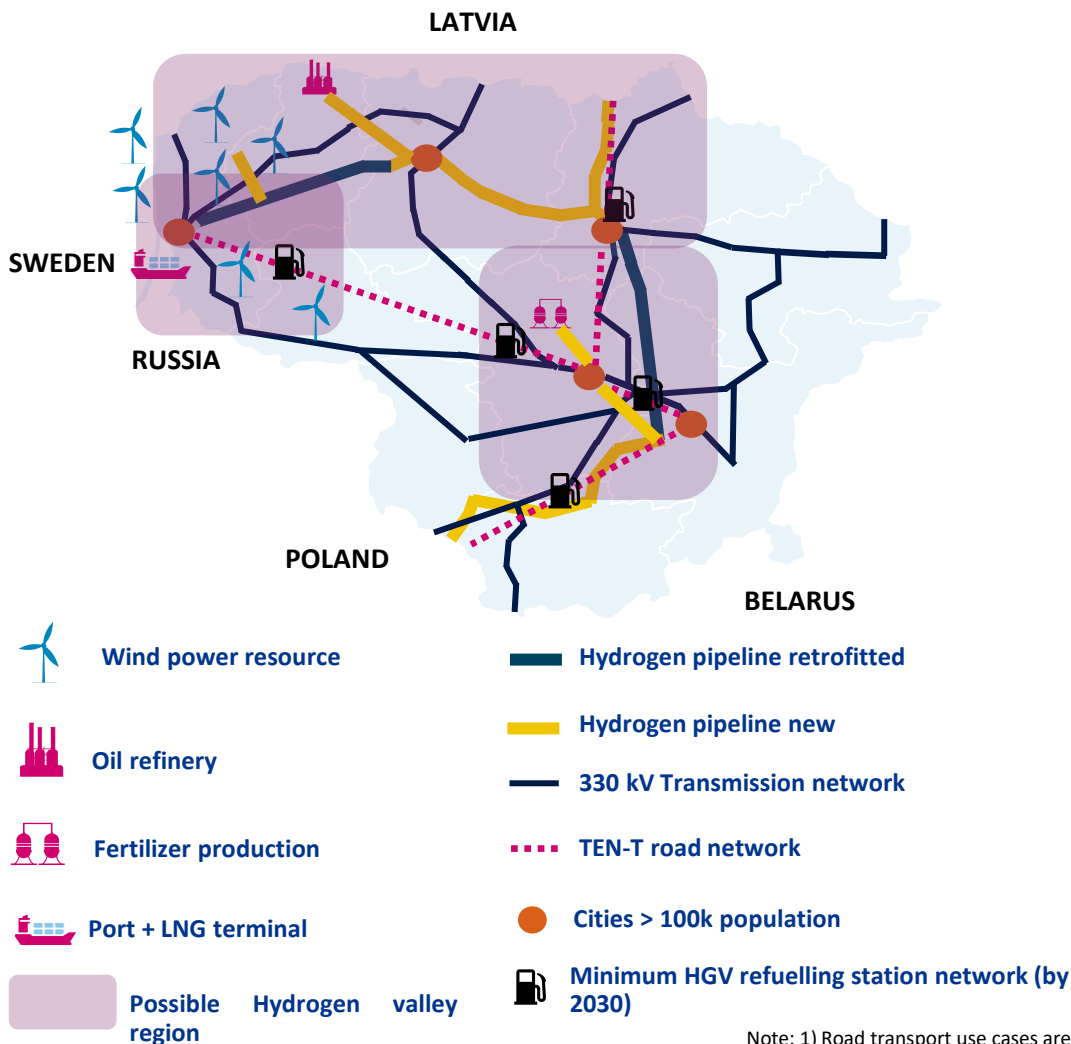 LATVIA
SWEDEN
RUSSIA
POLAND
BELARUS
Wind power resource
Hydrogen pipeline retrofitted
Oil refinery
Hydrogen pipeline new
330 kV Transmission network
Fertilizer production
TEN-T road network
Port + LNG terminal
Cities > 100k population
Possible Hydrogen valley
region
Minimum HGV refuelling station network (by
2030)
Note: 1) Road transport use cases are